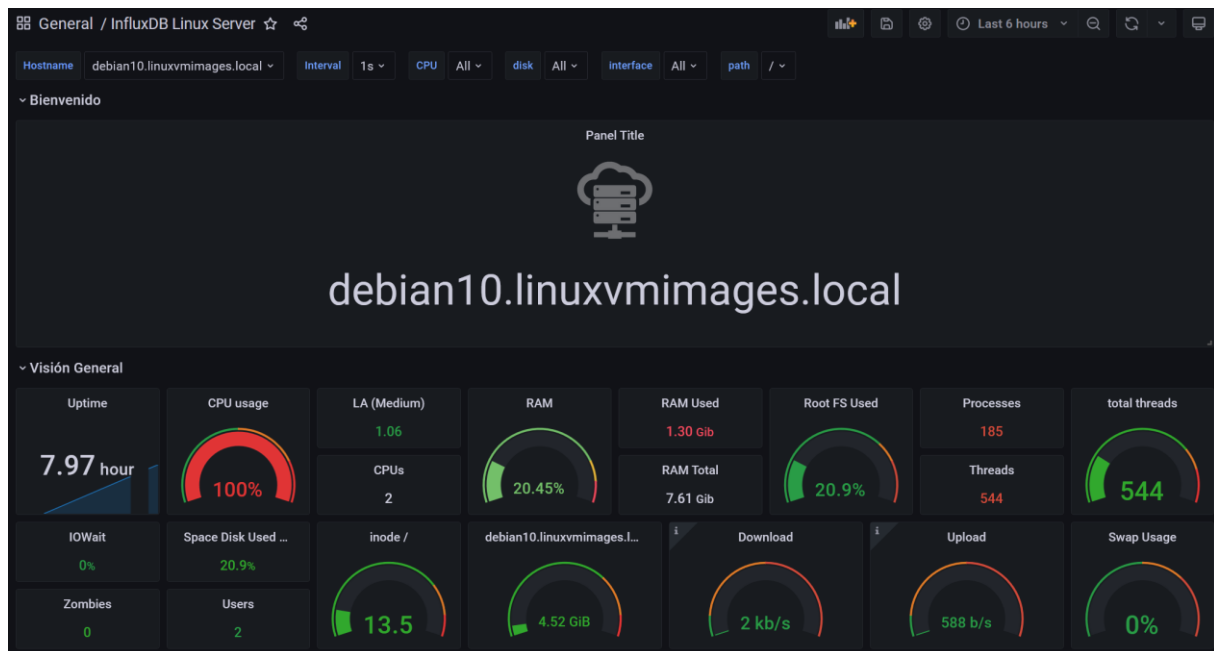 General / InfluxDB Linux Server
Last 6 hours
Hostname debian10.linuxvmimages.local Interval 1s CPU All disk All interface All path /
Bienvenido
Panel Title
debian10.linuxvmimages.local
Visión General
Uptime
7.97 hour
CPU usage
100%
LA (Medium)
1.06
CPUs
2
RAM
20.45%
RAM Used
1.30 Gib
RAM Total
7.61 Gib
Root FS Used
20.9%
Processes
185
Threads
544
total threads
544
IOWait
0%
Zombies
0
Space Disk Used ...
20.9%
Users
2
inode /
13.5
debian10.linuxvmimages.l...
4.52 GiB
i
Download
2 kb/s
i
Upload
588 b/s
Swap Usage
0%